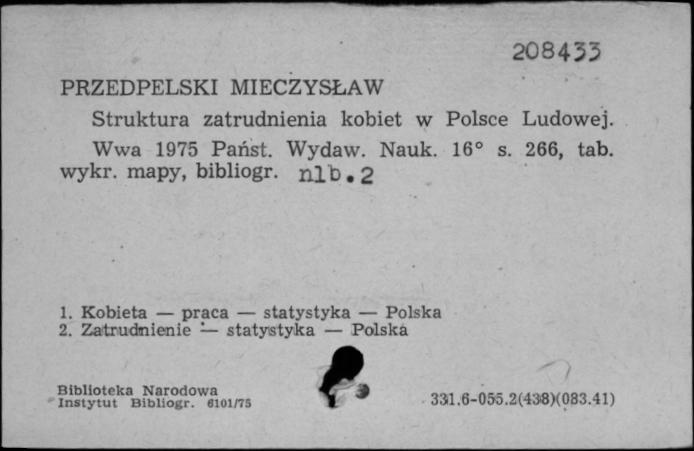 208433
PRZEDPELSKI MIECZYSŁAW
Struktura zatrudnienia kobiet w Polsce Ludowej.
Wwa 1975 Państ. Wydaw. Nauk. 16° s. 266, tab.
wykr. mapy, bibliogr. nlb.2
1. Kobieta — praca — statystyka — Polska
2. Zatrudnienie — statystyka — Polska
Biblioteka Narodowa
Instytut Bibliogr. 6101/75
331.6-055.2(438)(083.41)